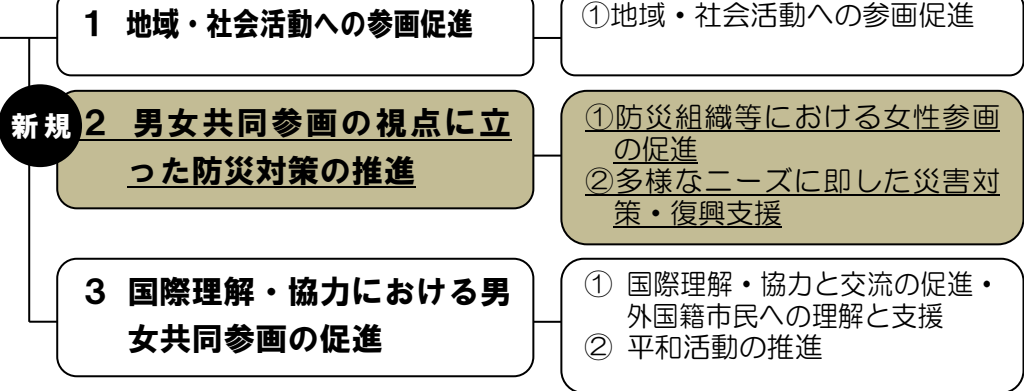 1 地域・社会活動への参画促進
①地域・社会活動への参画促進
新規
2 男女共同参画の視点に立
った防災対策の推進
①防災組織等における女性参画
の促進
②多様なニーズに即した災害対
策・復興支援
3 国際理解・協力における男
女共同参画の促進
① 国際理解・協力と交流の促進・
外国籍市民への理解と支援
② 平和活動の推進